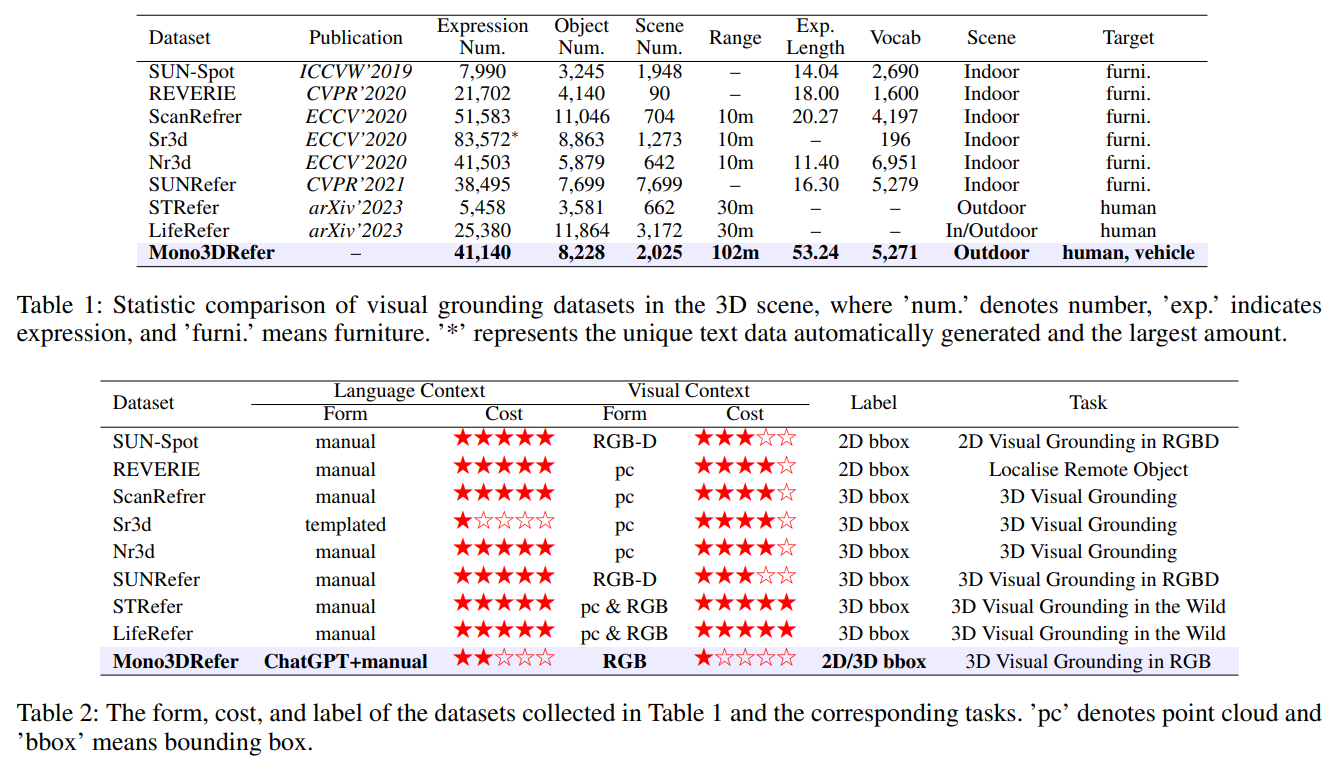 Dataset Publication Expression Num. Object Num. Scene Num. Range Exp. Length Vocab Scene Target
SUN-Spot ICCVW’2019 7,990 3,245 1,948 – 14.04 2,690 Indoor furni.
REVERIE CVPR’2020 21,702 4,140 90 – 18.00 1,600 Indoor furni.
ScanRefrer ECCV’2020 51,583 11,046 704 10m 20.27 4,197 Indoor furni.
Sr3d ECCV’2020 83,572* 8,863 1,273 10m – 196 Indoor furni.
Nr3d ECCV’2020 41,503 5,879 642 10m 11.40 6,951 Indoor furni.
SUNRefer CVPR’2021 38,495 7,699 7,699 – 16.30 5,279 Indoor furni.
STRefer arXiv’2023 5,458 3,581 662 30m – – Outdoor human
LifeRefer arXiv’2023 25,380 11,864 3,172 30m – – In/Outdoor human
Mono3DRefer – 41,140 8,228 2,025 102m 53.24 5,271 Outdoor human, vehicle
Table 1: Statistic comparison of visual grounding datasets in the 3D scene, where ’num.’ denotes number, ’exp.’ indicates
expression, and ’furni.’ means furniture. ’*’ represents the unique text data automatically generated and the largest amount.
Dataset Language Context Visual Context Label Task
Form Cost Form Cost
SUN-Spot manual ★★★★★ RGB-D ★★★☆☆ 2D bbox 2D Visual Grounding in RGBD
REVERIE manual ★★★★★ pc ★★★★☆ 2D bbox Localise Remote Object
ScanRefrer manual ★★★★★ pc ★★★★☆ 3D bbox 3D Visual Grounding
Sr3d templated ★☆☆☆☆ pc ★★★★☆ 3D bbox 3D Visual Grounding
Nr3d manual ★★★★★ pc ★★★★☆ 3D bbox 3D Visual Grounding
SUNRefer manual ★★★★★ RGB-D ★★★☆☆ 3D bbox 3D Visual Grounding in RGBD
STRefer manual ★★★★★ pc & RGB ★★★★★ 3D bbox 3D Visual Grounding in the Wild
LifeRefer manual ★★★★★ pc & RGB ★★★★★ 3D bbox 3D Visual Grounding in the Wild
Mono3DRefer ChatGPT+manual ★★☆☆☆ RGB ★☆☆☆☆ 2D/3D bbox 3D Visual Grounding in RGB
Table 2: The form, cost, and label of the datasets collected in Table 1 and the corresponding tasks. ’pc’ denotes point cloud and
’bbox’ means bounding box.